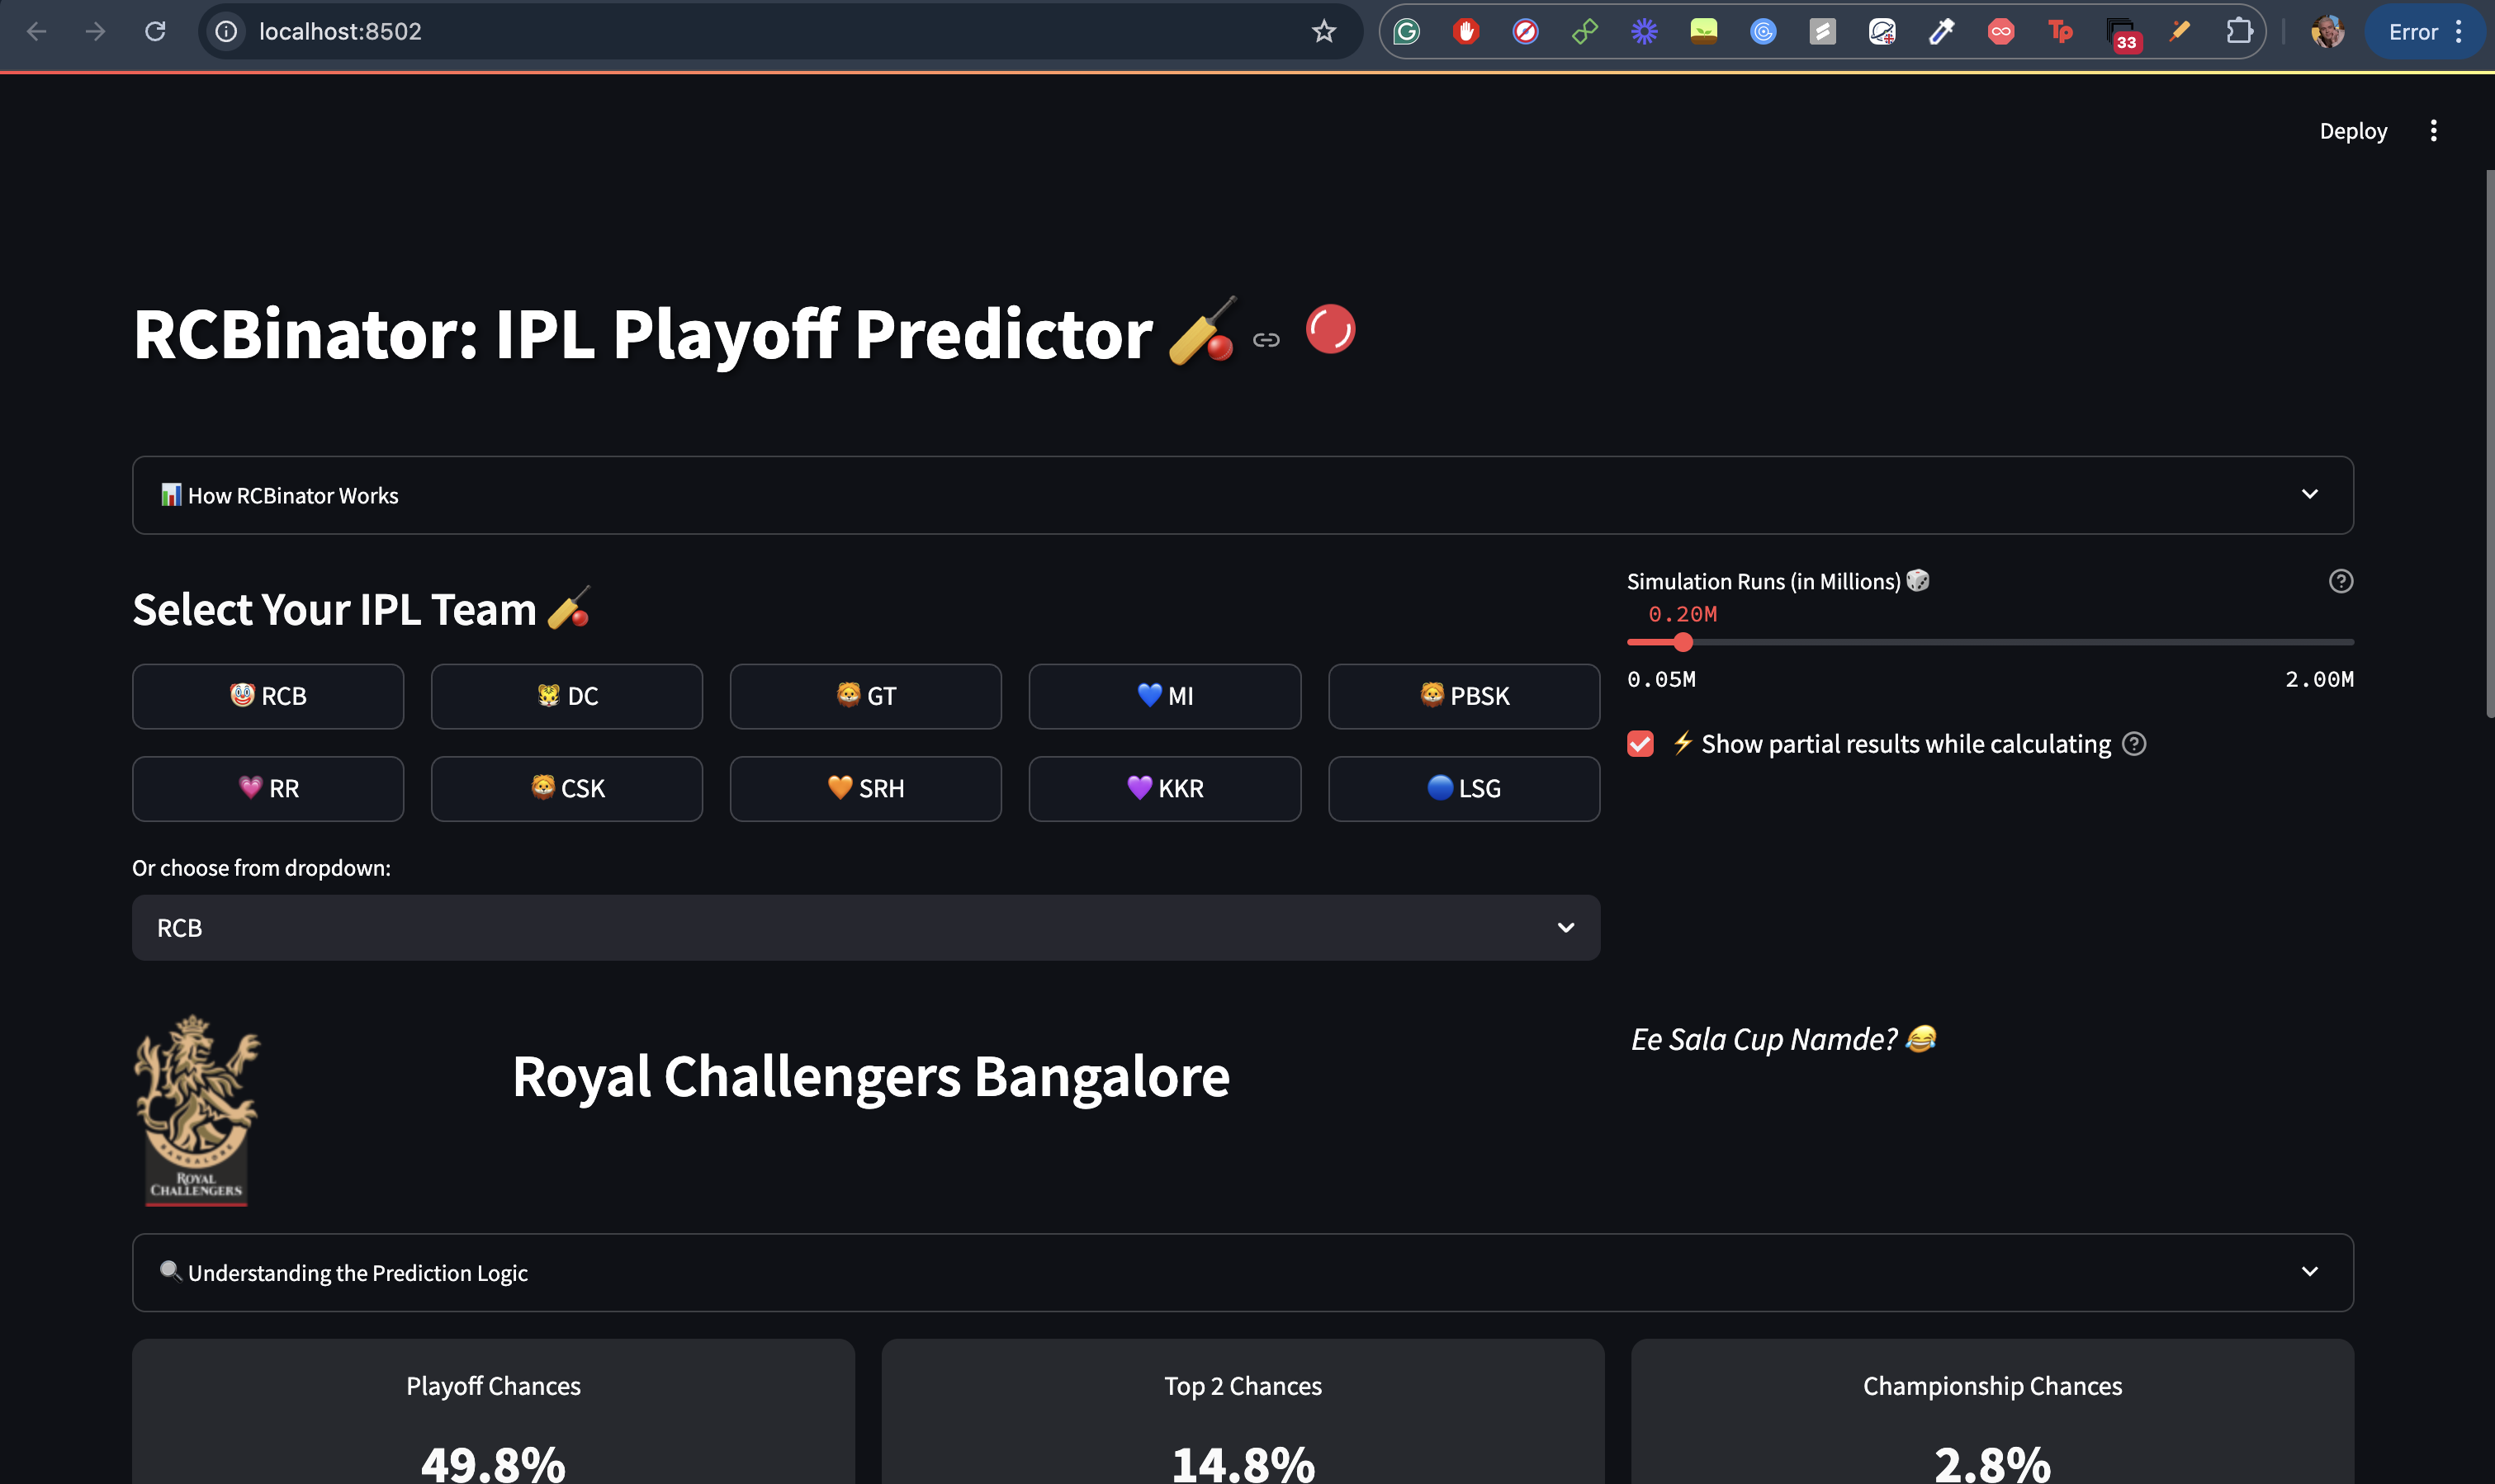 localhost:8502
33
Error
Deploy
RCBinator: IPL Playoff Predictor
How RCBinator Works
Select Your IPL Team
RCB
DC
GT
MI
PBSK
RR
CSK
SRH
KKR
LSG
Or choose from dropdown:
RCB
Simulation Runs (in Millions)
0.20M
0.05M
2.00M
Show partial results while calculating
BANGALORE
ROYAL
CHALLENGERS
Royal Challengers Bangalore
Ee Sala Cup Namde?
Understanding the Prediction Logic
Playoff Chances
49.8%
Top 2 Chances
14.8%
Championship Chances
2.8%